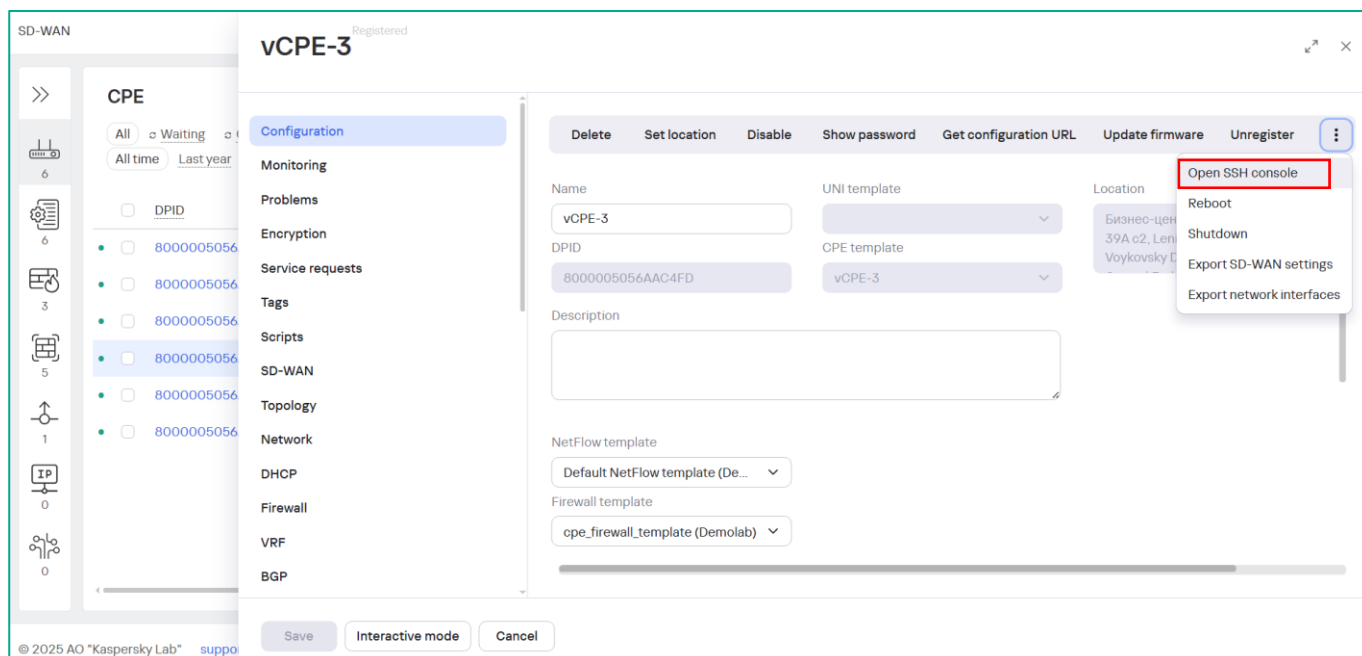 SD-WAN
vCPE-3
Registered
CPE
All
Waiting
All time
Last year
6
6
3
5
1
IP
0
0
DPID
8000005056
8000005056
8000005056
8000005056
8000005056
8000005056
Configuration
Monitoring
Problems
Encryption
Service requests
Tags
Scripts
SD-WAN
Topology
Network
DHCP
Firewall
VRF
BGP
Delete Set location Disable Show password Get configuration URL Update firmware Unregister
Open SSH console
Reboot
Shutdown
Export SD-WAN settings
Export network interfaces
Name
vCPE-3
UNI template
Location
Бизнес-цен
39А с2, Leni
Voykovsky D
DPID
8000005056AAC4FD
CPE template
vCPE-3
Description
NetFlow template
Default NetFlow template (De...
Firewall template
cpe_firewall_template (Demolab)
Save
Interactive mode
Cancel
© 2025 AO "Kaspersky Lab" suppo